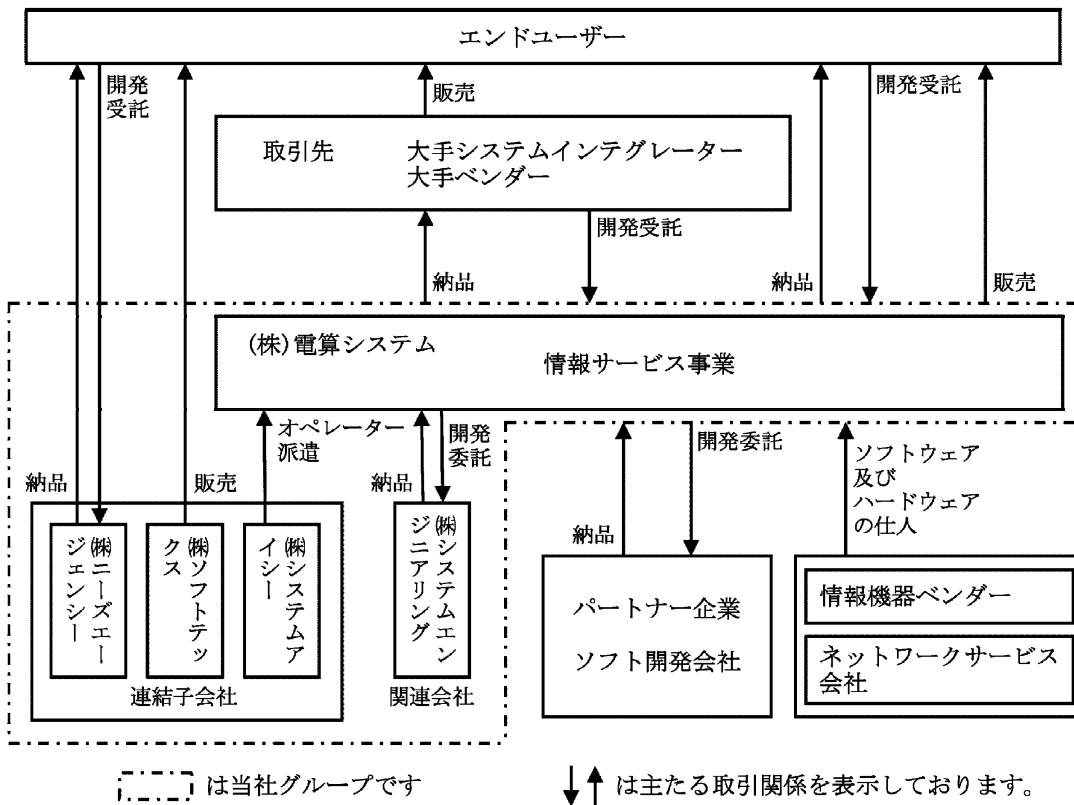 エンドユーザー
開発
受託
販売
開発受託
取引先 大手システムインテグレーター
大手ベンダー
開発受託
納品
納品
販売
(株)電算システム
情報サービス事業
オペレーター
派遣
開発
委託
開発委託
ソフトウェア
及び
ハードウェア
の仕入
納品
販売
納品
納品
㈱ニーズエー
ジェンシー
㈱ソフトテッ
クス
㈱システムア
イシー
連結子会社
㈱システムエン
ジニアリング
関連会社
パートナー企業
ソフト開発会社
情報機器ベンダー
ネットワークサービス
会社
は当社グループです
は主たる取引関係を表示しております。